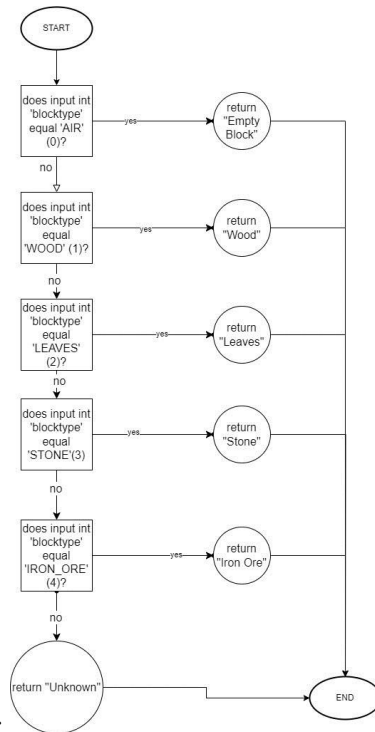 START
does input int
'blocktype'
equal 'AIR'
(0)?
yes
return
"Empty
Block"
no
does input int
'blocktype'
equal
'WOOD' (1)?
yes
return
"Wood"
no
does input int
'blocktype'
equal
'LEAVES'
(2)?
yes
return
"Leaves"
no
does input int
'blocktype'
equal
'STONE'(3)
yes
return
"Stone"
no
does input int
'blocktype'
equal
'IRON_ORE'
(4)?
yes
return
"Iron Ore"
no
return "Unknown"
END